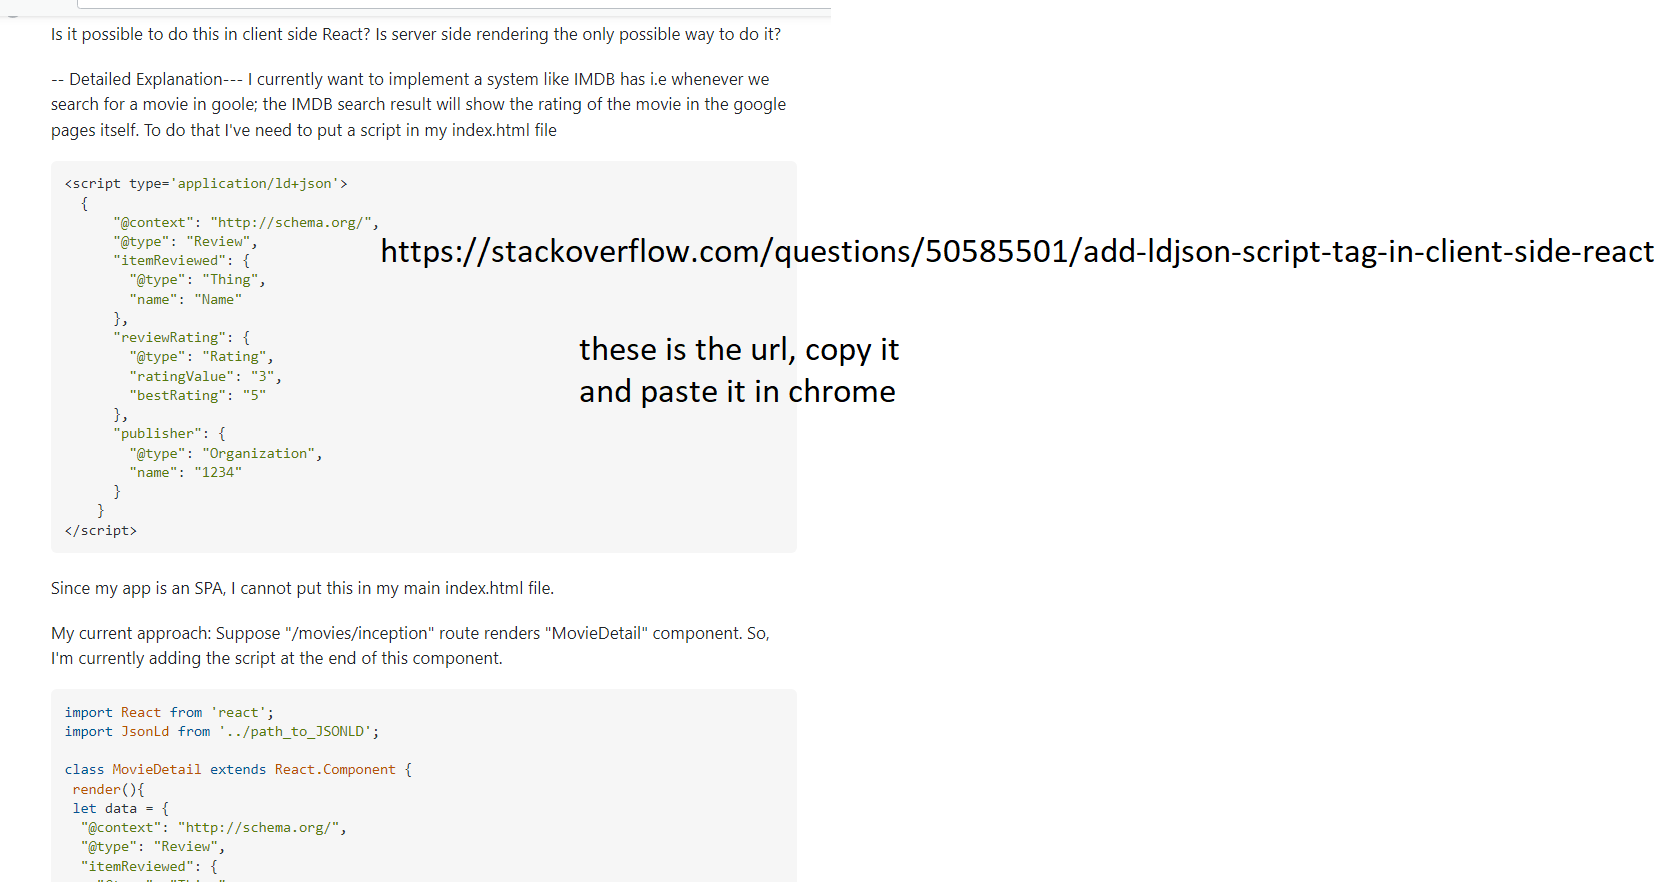 Is it possible to do this in client side React? Is server side rendering the only possible way to do it?
-- Detailed Explanation--- I currently want to implement a system like IMDB has i.e whenever we
search for a movie in goole; the IMDB search result will show the rating of the movie in the google
pages itself. To do that I've need to put a script in my index.html file
<script type='application/ld+json'>
{
"@context": "http://schema.org/",
"@type": "Review",
"itemReviewed": {
"@type": "Thing",
"name": "Name"
},
"reviewRating": {
"@type": "Rating",
"ratingValue": "3",
"bestRating": "5"
},
"publisher": {
"@type": "Organization",
"name": "1234"
}
}
</script>
https://stackoverflow.com/questions/50585501/add-ldjson-script-tag-in-client-side-react
these is the url, copy it
and paste it in chrome
Since my app is an SPA, I cannot put this in my main index.html file.
My current approach: Suppose "/movies/inception" route renders "MovieDetail" component. So,
I'm currently adding the script at the end of this component.
import React from 'react';
import JsonLd from '../path_to_JSONLD';
class MovieDetail extends React.Component {
render(){
let data = {
"@context": "http://schema.org/",
"@type": "Review",
"itemReviewed": {